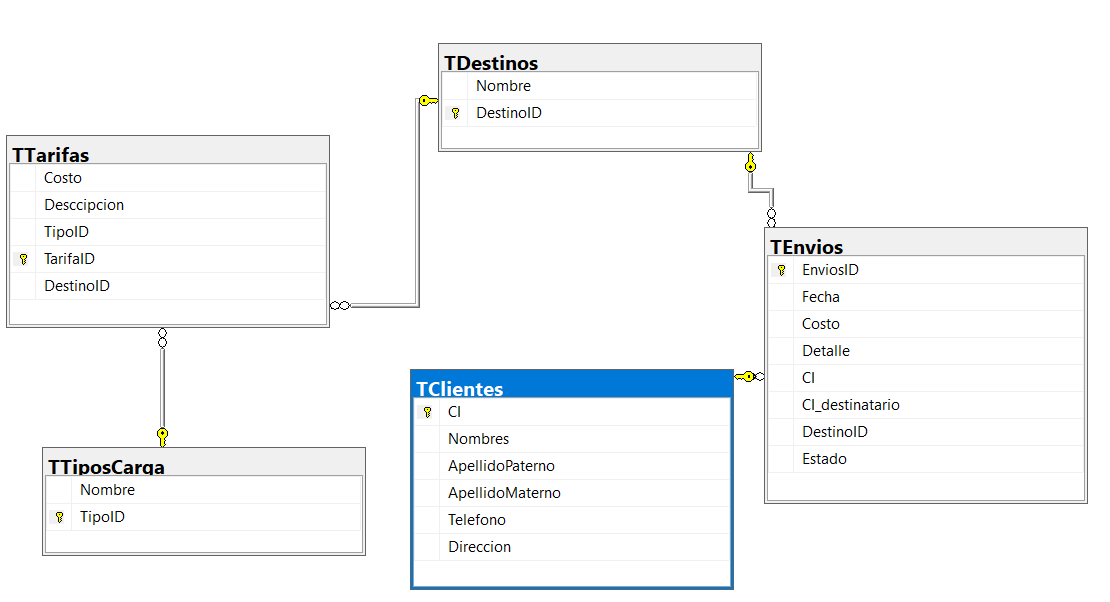 TDestinos
Nombre
DestinoID
TTarifas
Costo
Desccipcion
TipoID
TarifaID
DestinoID
TEnvios
EnviosID
Fecha
Costo
Detalle
CI
CI_destinatario
DestinoID
Estado
TClientes
CI
Nombres
ApellidoPaterno
ApellidoMaterno
Telefono
Direccion
TTiposCarga
Nombre
TipoID